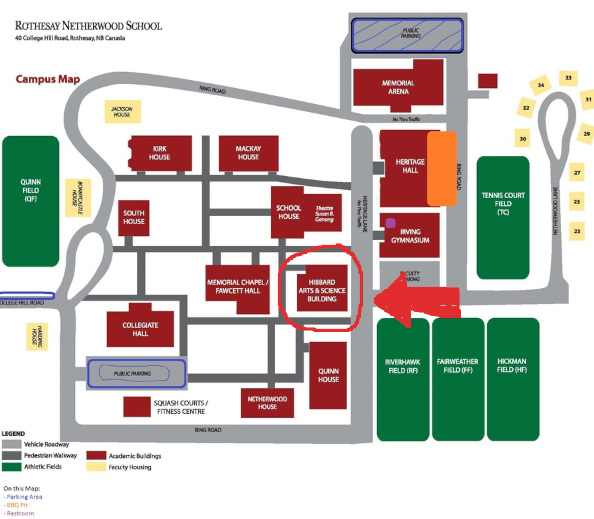 ROTHESAY NETHERWOOD SCHOOL
40 College Hill Road, Rothesay, NB Canada
Campus Map
PUBLIC
PARKING
MEMORIAL
ARENA
RING ROAD
No Thru Traffic
JACKSON
HOUSE
34
33
32
31
30
29
27
25
23
KIRK
HOUSE
MACKAY
HOUSE
HERITAGE
HALL
RING ROAD
QUINN
FIELD
(QF)
BONNYCASTLE
HOUSE
TENNIS COURT
FIELD
(TC)
NETHERWOOD LANE
SOUTH
HOUSE
SCHOOL
HOUSE
Theatre
Susan B.
Ganong
HERITAGE LANE
No Thru Traffic
IRVING
GYMNASIUM
MEMORIAL CHAPEL /
FAWCETT HALL
HIBBARD
ARTS & SCIENCE
BUILDING
FACULTY
PARKING
COLLEGE HILL ROAD
HARDING
HOUSE
COLLEGIATE
HALL
PUBLIC PARKING
QUINN
HOUSE
RIVERHAWK
FIELD (RF)
FAIRWEATHER
FIELD (FF)
HICKMAN
FIELD (HF)
SQUASH COURTS /
FITNESS CENTRE
NETHERWOOD
HOUSE
RING ROAD
LEGEND
Vehicle Roadway
Pedestrian Walkway
Athletic Fields
Academic Buildings
Faculty Housing
On this Map:
- Parking Area
- BBQ Pit
- Restroom